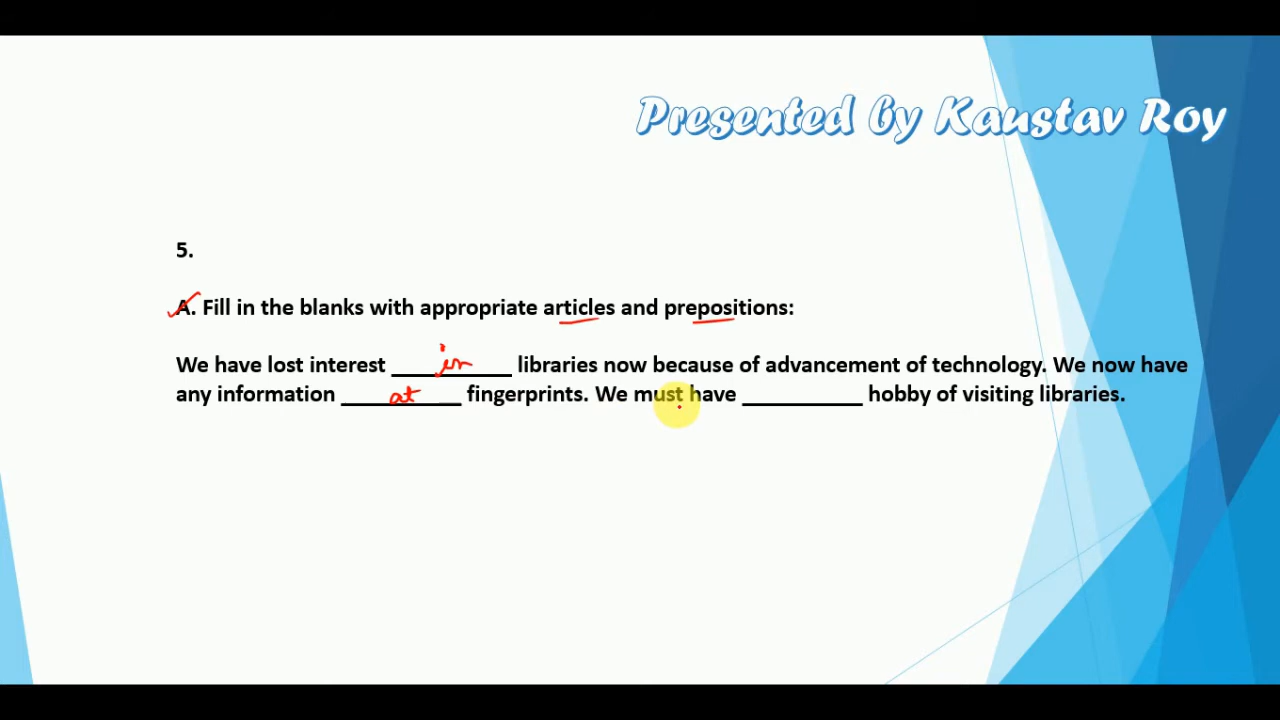 Presented by Kaustav Roy
5.
A. Fill in the blanks with appropriate articles and prepositions:
We have lost interest ___in___ libraries now because of advancement of technology. We now have
any information ___at___ fingerprints. We must have __________ hobby of visiting libraries.